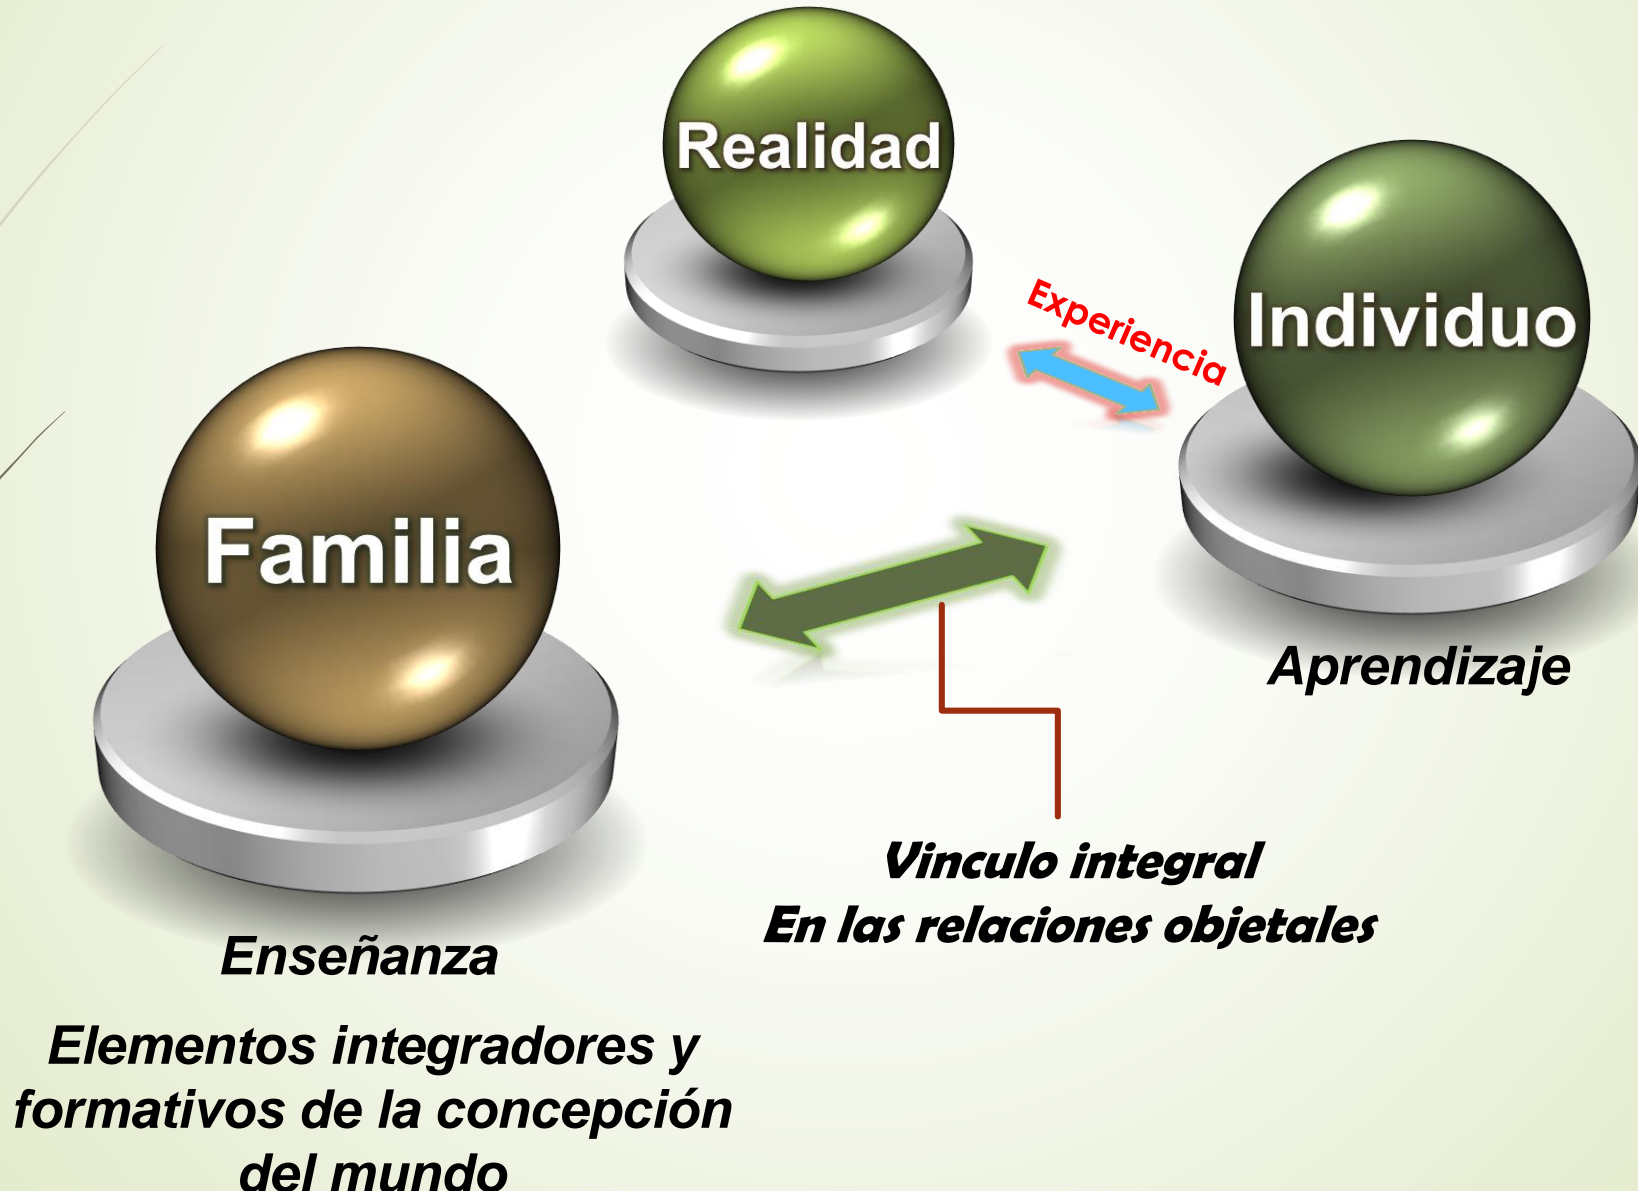 Realidad
Experiencia
Individuo
Familia
Aprendizaje
Vinculo integral
En las relaciones objetales
Enseñanza
Elementos integradores y
formativos de la concepción
del mundo